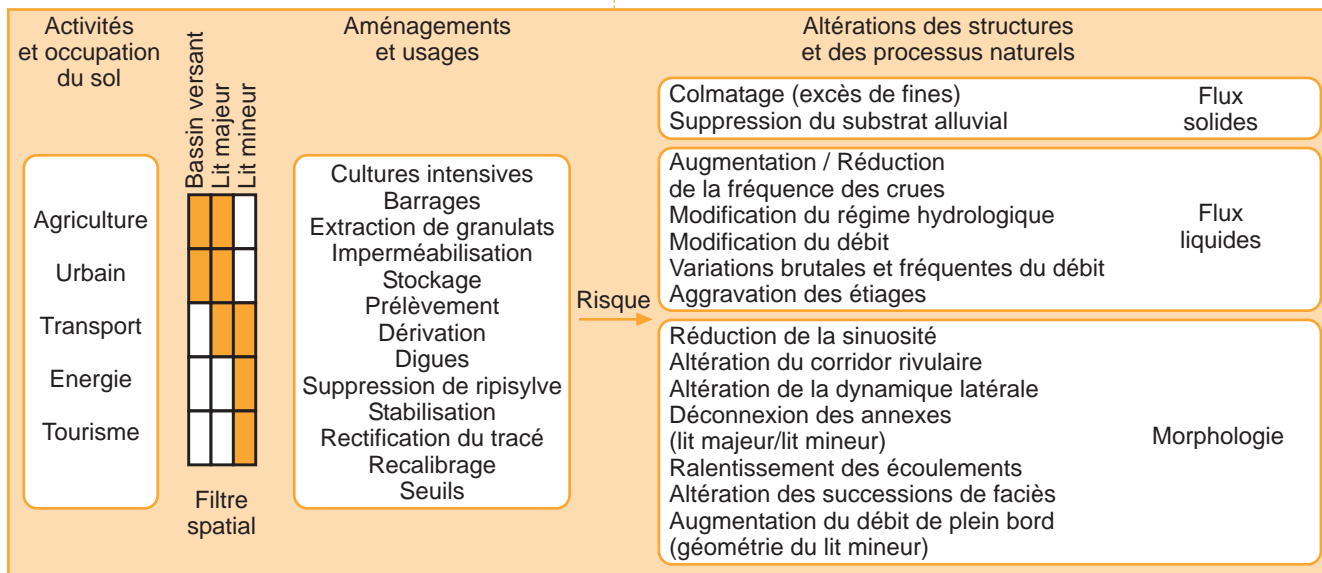 Activités
et occupation
du sol
Bassin versant
Lit majeur
Lit mineur
Aménagements
et usages
Altérations des structures
et des processus naturels
Agriculture
Urbain
Transport
Energie
Tourisme
Filtre
spatial
Cultures intensives
Barrages
Extraction de granulats
Imperméabilisation
Stockage
Prélèvement
Dérivation
Digues
Suppression de ripisylve
Stabilisation
Rectification du tracé
Recalibrage
Seuils
Risque
Colmatage (excès de fines)
Suppression du substrat alluvial
Flux
solides
Augmentation / Réduction
de la fréquence des crues
Modification du régime hydrologique
Modification du débit
Variations brutales et fréquentes du débit
Aggravation des étiages
Flux
liquides
Réduction de la sinuosité
Altération du corridor rivulaire
Altération de la dynamique latérale
Déconnexion des annexes
(lit majeur/lit mineur)
Ralentissement des écoulements
Altération des successions de faciès
Augmentation du débit de plein bord
(géométrie du lit mineur)
Morphologie